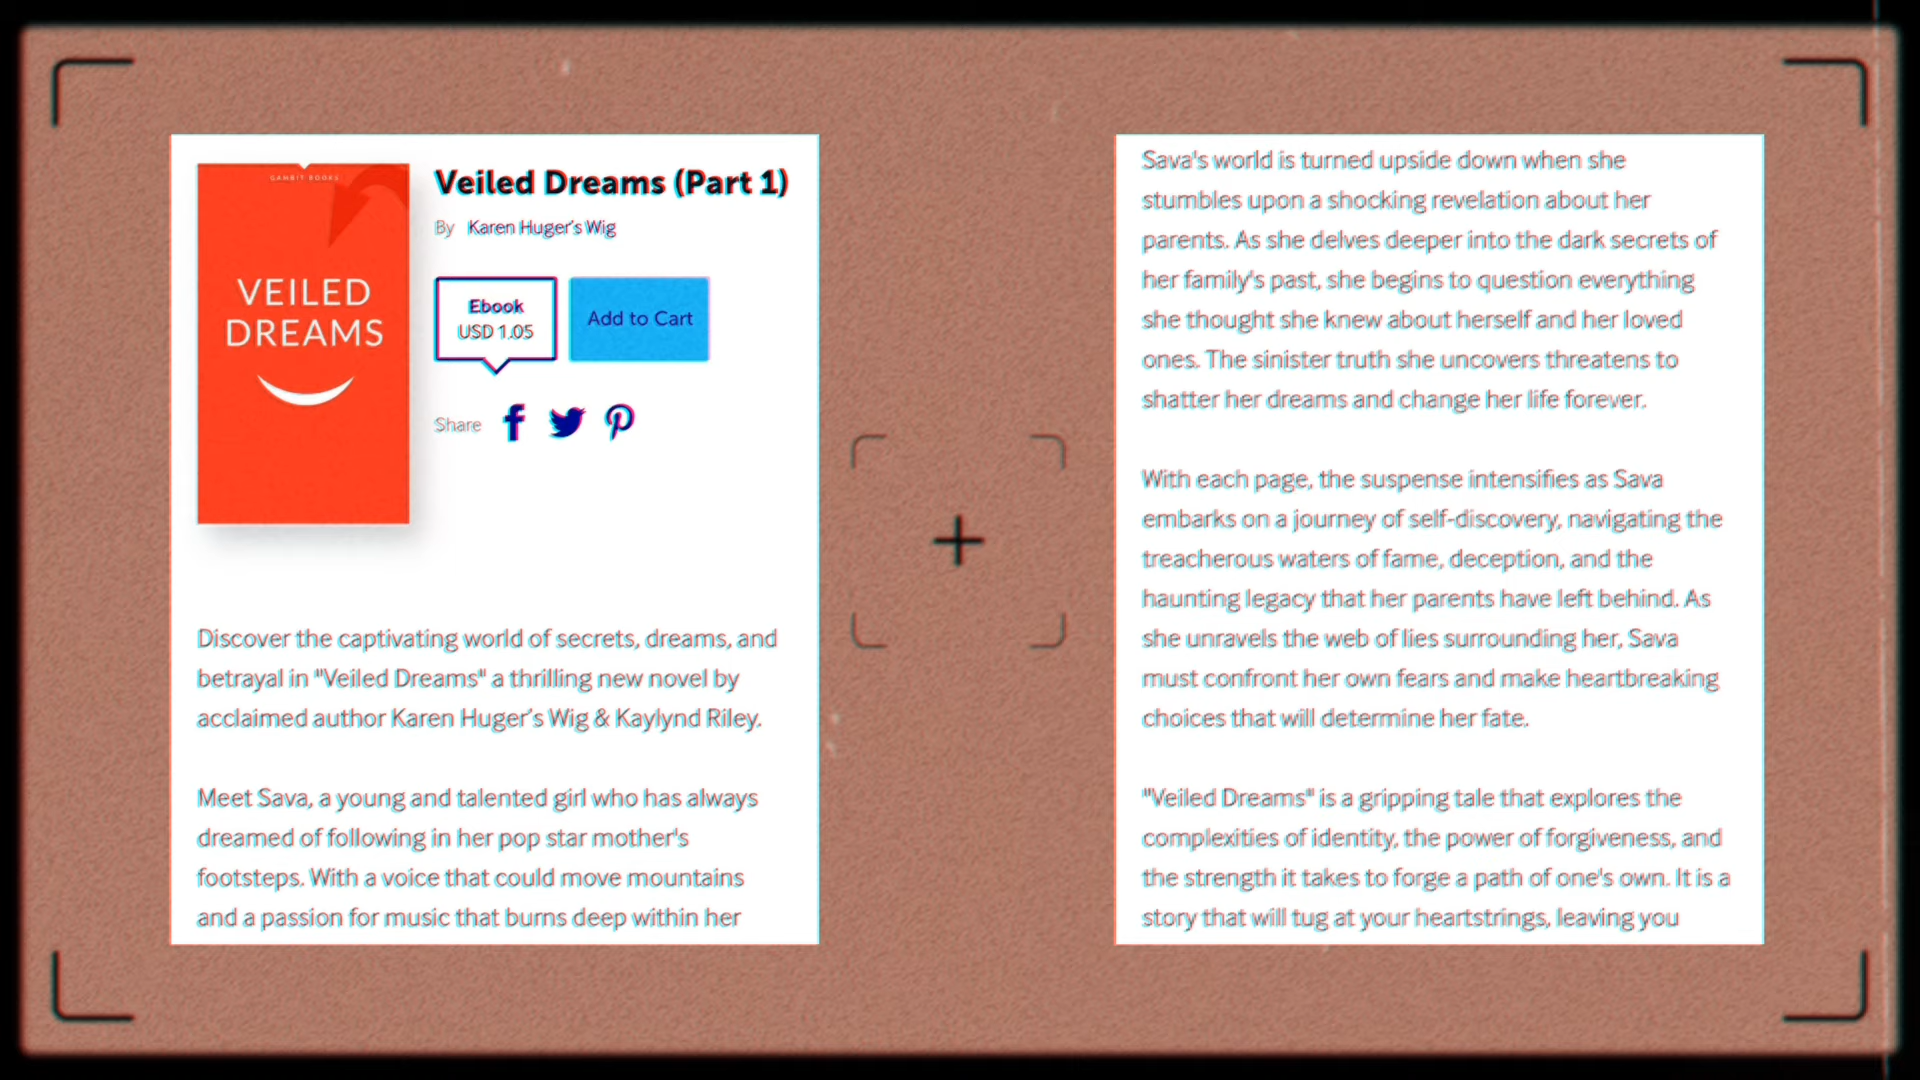 GAMBIT BOOKS
VEILED
DREAMS
Veiled Dreams (Part 1)
By Karen Huger's Wig
Ebook
USD 1.05
Add to Cart
Share
Discover the captivating world of secrets, dreams, and
betrayal in "Veiled Dreams" a thrilling new novel by
acclaimed author Karen Huger's Wig & Kaylynd Riley.
Meet Sava, a young and talented girl who has always
dreamed of following in her pop star mother's
footsteps. With a voice that could move mountains
and a passion for music that burns deep within her
Sava's world is turned upside down when she
stumbles upon a shocking revelation about her
parents. As she delves deeper into the dark secrets of
her family's past, she begins to question everything
she thought she knew about herself and her loved
ones. The sinister truth she uncovers threatens to
shatter her dreams and change her life forever.
With each page, the suspense intensifies as Sava
embarks on a journey of self-discovery, navigating the
treacherous waters of fame, deception, and the
haunting legacy that her parents have left behind. As
she unravels the web of lies surrounding her, Sava
must confront her own fears and make heartbreaking
choices that will determine her fate.
"Veiled Dreams" is a gripping tale that explores the
complexities of identity, the power of forgiveness, and
the strength it takes to forge a path of one's own. It is a
story that will tug at your heartstrings, leaving you